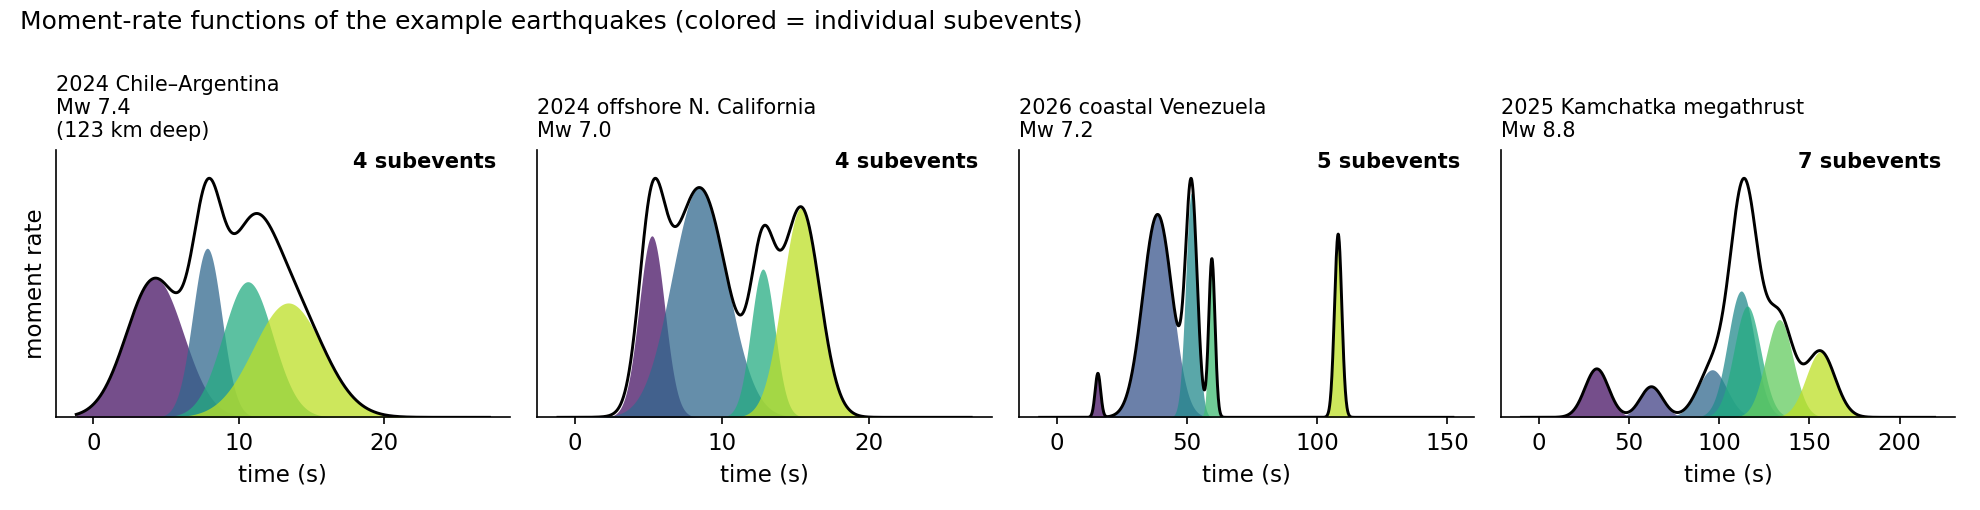 Moment-rate functions of the example earthquakes (colored = individual subevents)
2024 Chile–Argentina
Mw 7.4
(123 km deep)
4 subevents
moment rate
0 10 20
time (s)
2024 offshore N. California
Mw 7.0
4 subevents
0 10 20
time (s)
2026 coastal Venezuela
Mw 7.2
5 subevents
0 50 100 150
time (s)
2025 Kamchatka megathrust
Mw 8.8
7 subevents
0 50 100 150 200
time (s)